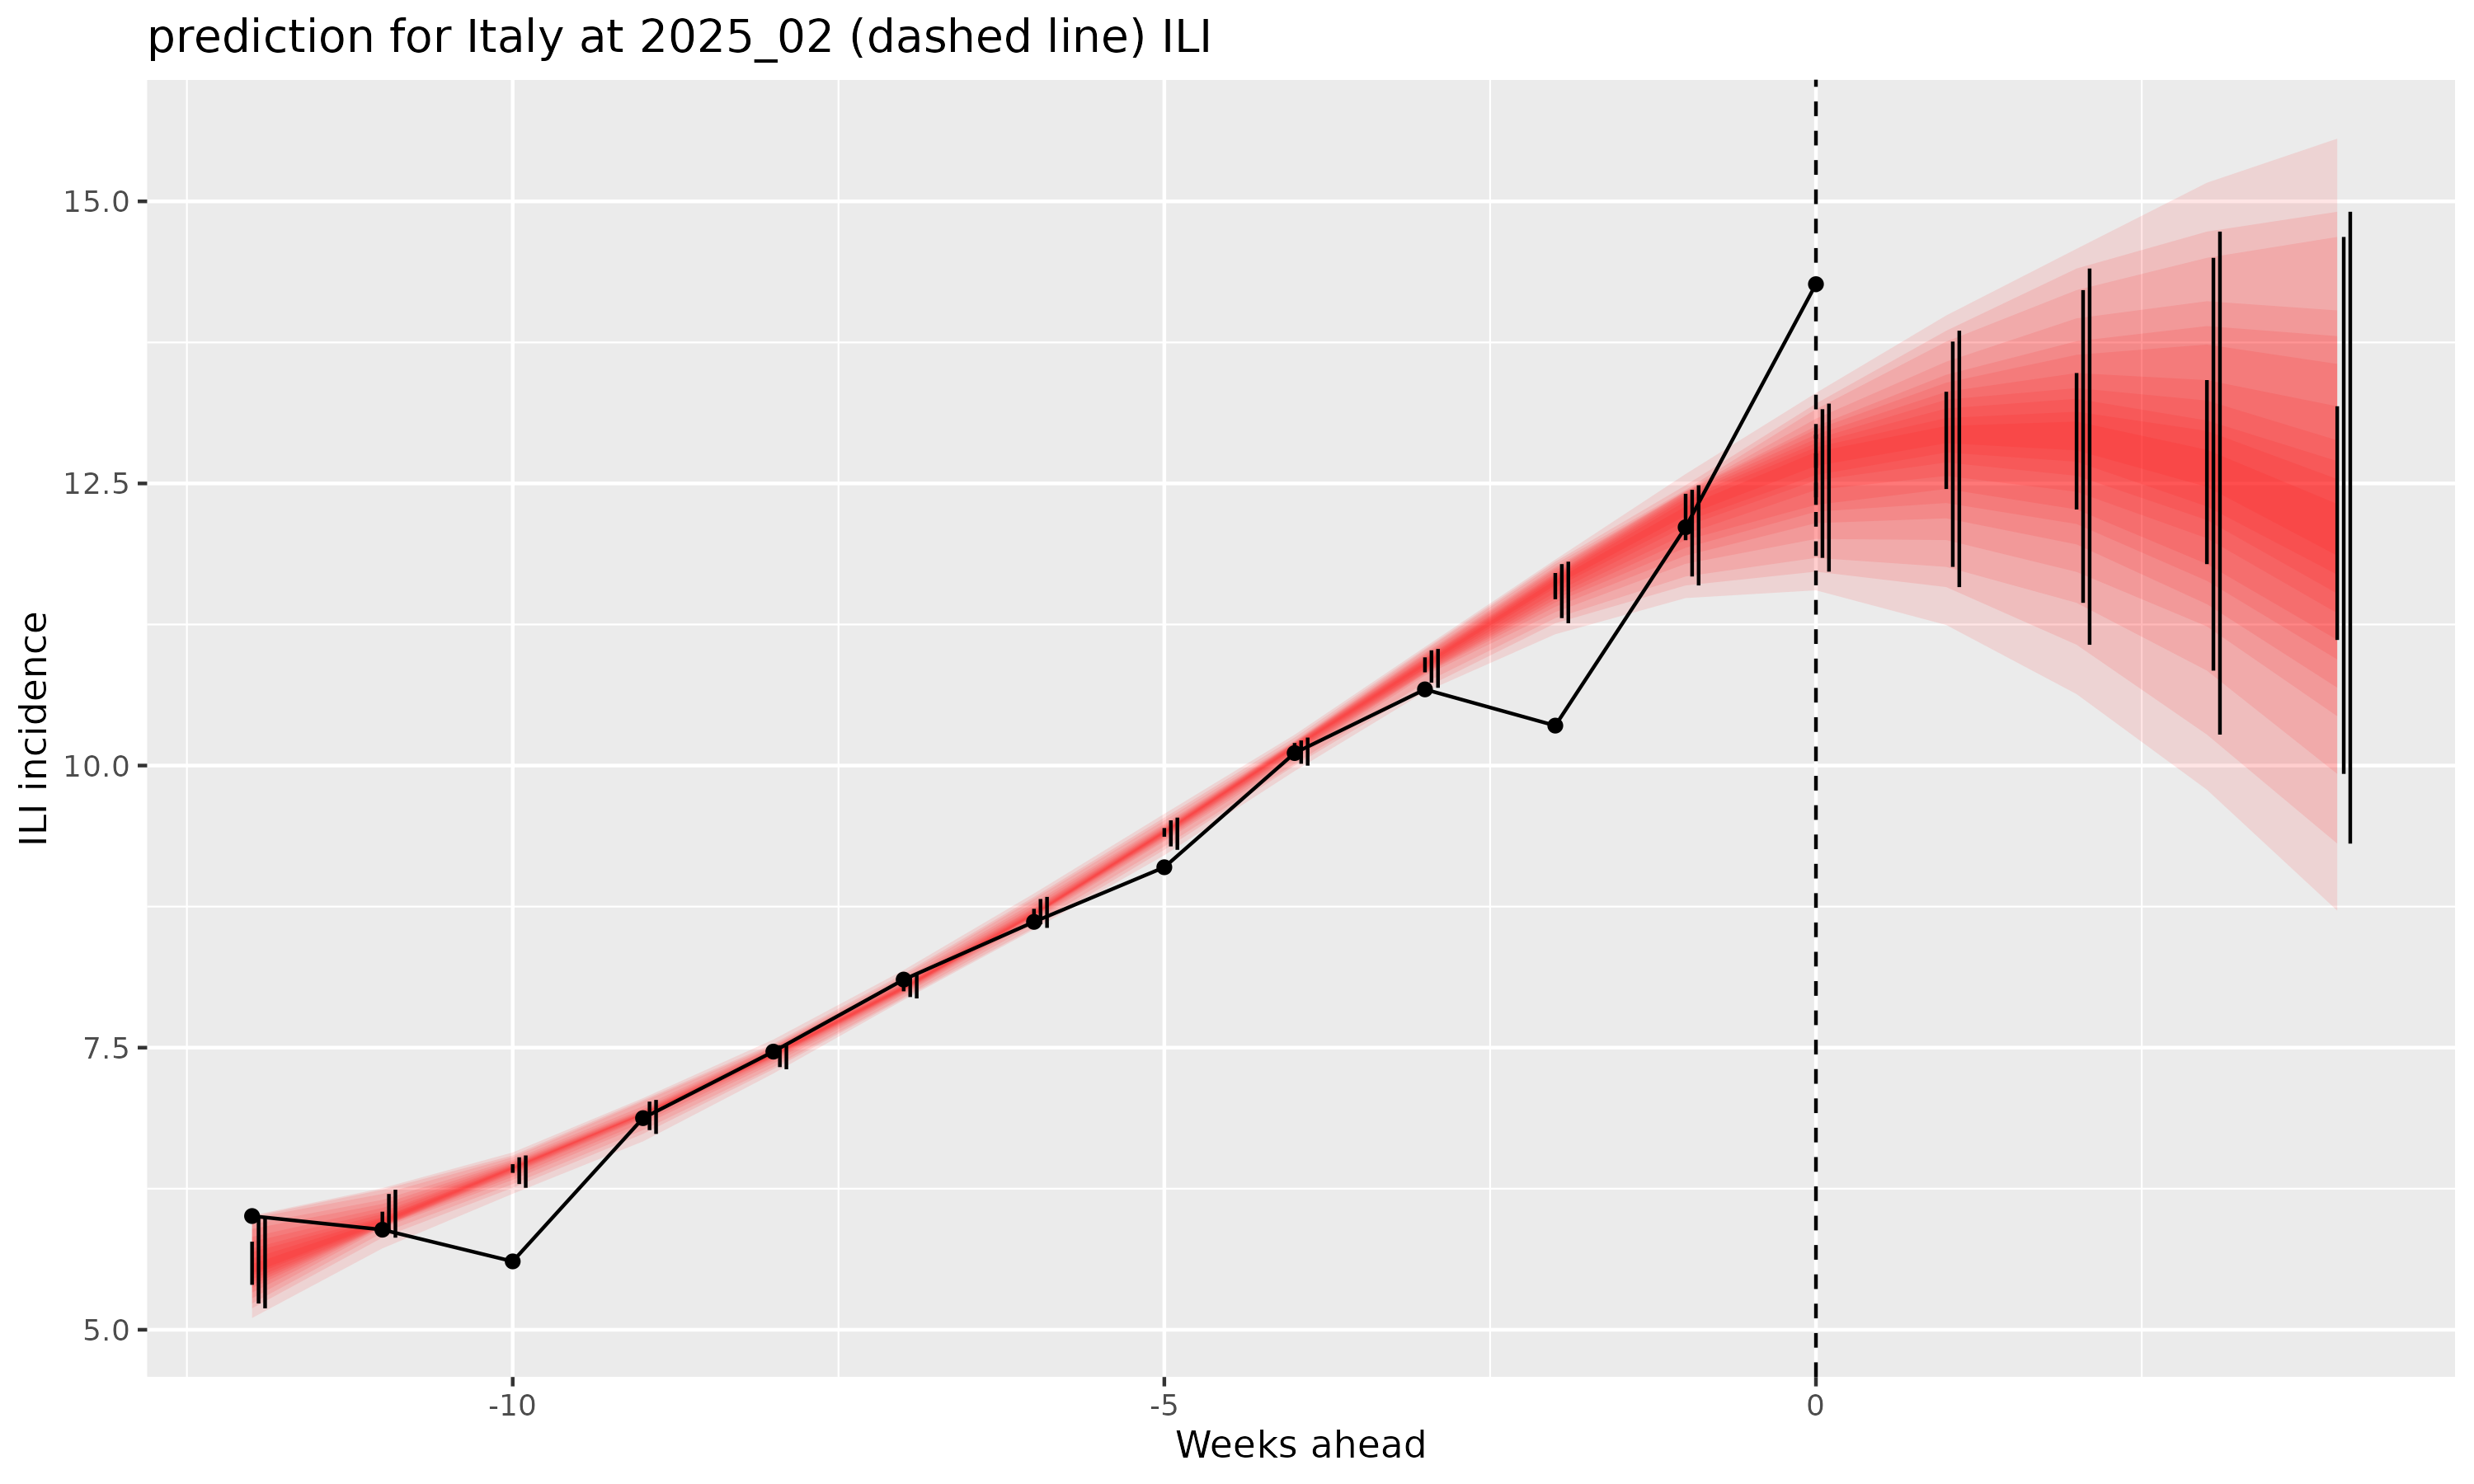 prediction for Italy at 2025_02 (dashed line) ILI
15.0
12.5
10.0
7.5
5.0
ILI incidence
-10
-5
0
Weeks ahead